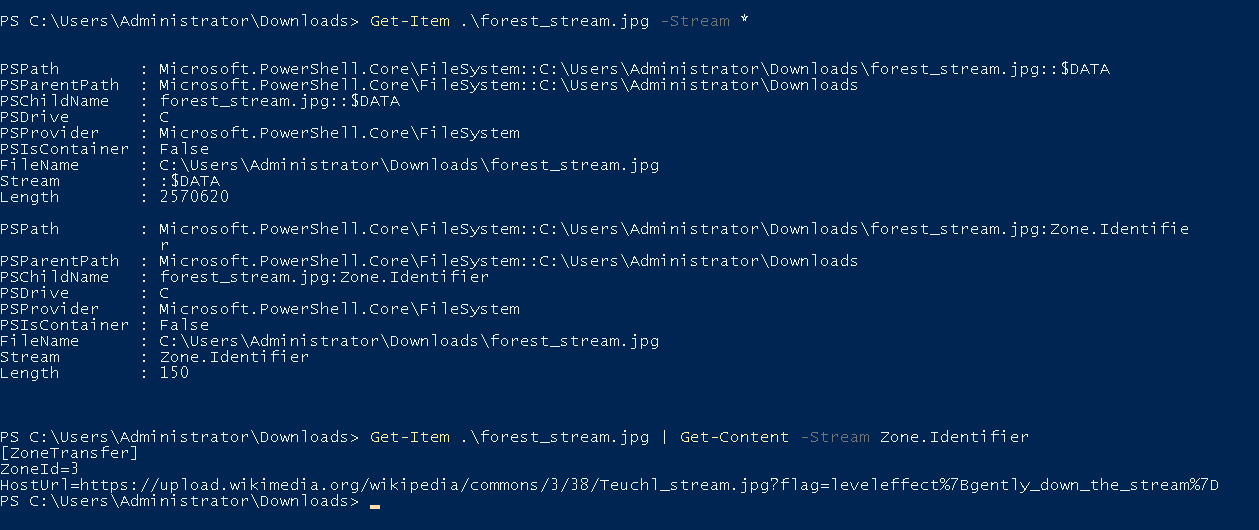 PS C:\Users\Administrator\Downloads> Get-Item .\forest_stream.jpg -Stream *
PSPath        : Microsoft.PowerShell.Core\FileSystem::C:\Users\Administrator\Downloads\forest_stream.jpg::$DATA
PSParentPath  : Microsoft.PowerShell.Core\FileSystem::C:\Users\Administrator\Downloads
PSChildName   : forest_stream.jpg::$DATA
PSDrive       : C
PSProvider    : Microsoft.PowerShell.Core\FileSystem
PSIsContainer : False
FileName      : C:\Users\Administrator\Downloads\forest_stream.jpg
Stream        : :$DATA
Length        : 2570620
PSPath        : Microsoft.PowerShell.Core\FileSystem::C:\Users\Administrator\Downloads\forest_stream.jpg:Zone.Identifie
                r
PSParentPath  : Microsoft.PowerShell.Core\FileSystem::C:\Users\Administrator\Downloads
PSChildName   : forest_stream.jpg:Zone.Identifier
PSDrive       : C
PSProvider    : Microsoft.PowerShell.Core\FileSystem
PSIsContainer : False
FileName      : C:\Users\Administrator\Downloads\forest_stream.jpg
Stream        : Zone.Identifier
Length        : 150
PS C:\Users\Administrator\Downloads> Get-Item .\forest_stream.jpg | Get-Content -Stream Zone.Identifier
[ZoneTransfer]
ZoneId=3
HostUrl=https://upload.wikimedia.org/wikipedia/commons/3/38/Teuchl_stream.jpg?flag=leveleffect%7Bgently_down_the_stream%7D
PS C:\Users\Administrator\Downloads>